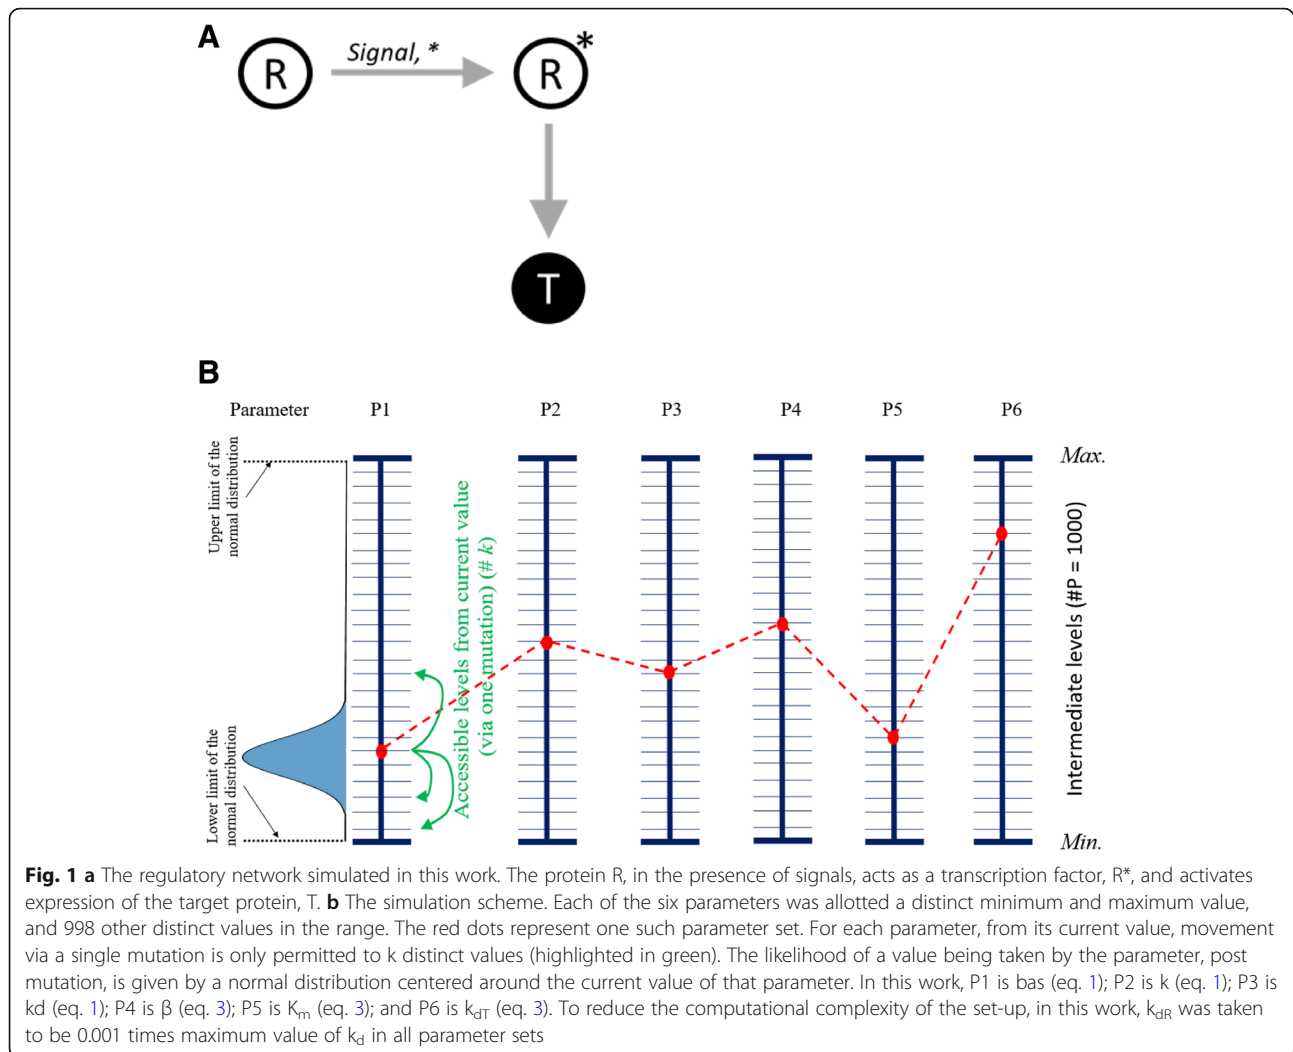 A
R
Signal, *
R*
T
B
Parameter
P1
P2
P3
P4
P5
P6
Upper limit of the
normal distribution
Lower limit of the
normal distribution
Accessible levels from current value
(via one mutation) (# k)
Max.
Intermediate levels (#P = 1000)
Min.
Fig. 1 a The regulatory network simulated in this work. The protein R, in the presence of signals, acts as a transcription factor, R*, and activates
expression of the target protein, T. b The simulation scheme. Each of the six parameters was allotted a distinct minimum and maximum value,
and 998 other distinct values in the range. The red dots represent one such parameter set. For each parameter, from its current value, movement
via a single mutation is only permitted to k distinct values (highlighted in green). The likelihood of a value being taken by the parameter, post
mutation, is given by a normal distribution centered around the current value of that parameter. In this work, P1 is bas (eq. 1); P2 is k (eq. 1); P3 is
kd (eq. 1); P4 is β (eq. 3); P5 is Km (eq. 3); and P6 is kdT (eq. 3). To reduce the computational complexity of the set-up, in this work, kdR was taken
to be 0.001 times maximum value of kd in all parameter sets